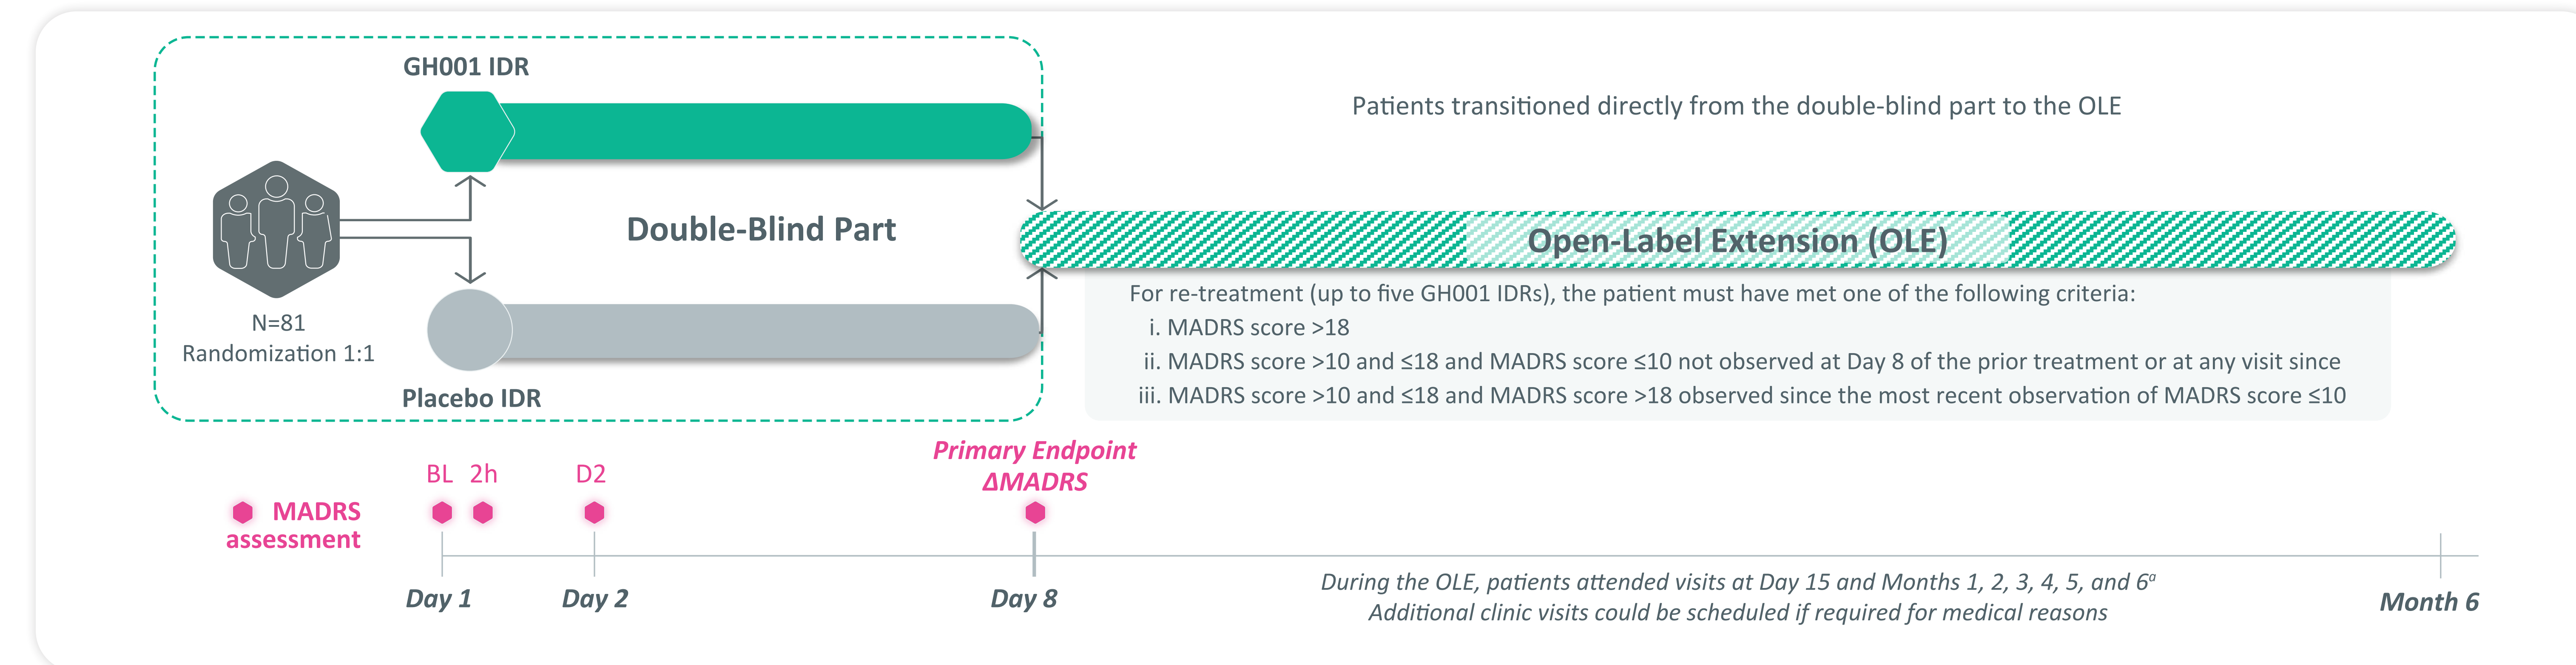 GH001 IDR
Patients transitioned directly from the double-blind part to the OLE
Double-Blind Part
Open-Label Extension (OLE)
N=81
Randomization 1:1
Placebo IDR
For re-treatment (up to five GH001 IDRs), the patient must have met one of the following criteria:
i. MADRS score >18
ii. MADRS score >10 and ≤18 and MADRS score ≤10 not observed at Day 8 of the prior treatment or at any visit since
iii. MADRS score >10 and ≤18 and MADRS score >18 observed since the most recent observation of MADRS score ≤10
Primary Endpoint
ΔMADRS
BL 2h D2
MADRS
assessment
Day 1
Day 2
Day 8
During the OLE, patients attended visits at Day 15 and Months 1, 2, 3, 4, 5, and 6ᵃ
Additional clinic visits could be scheduled if required for medical reasons
Month 6